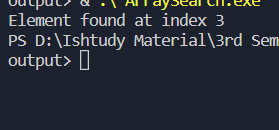 output> & .\"ArraySearch.exe"
Element found at index 3
PS D:\Ishtudy Material\3rd Sem
output>